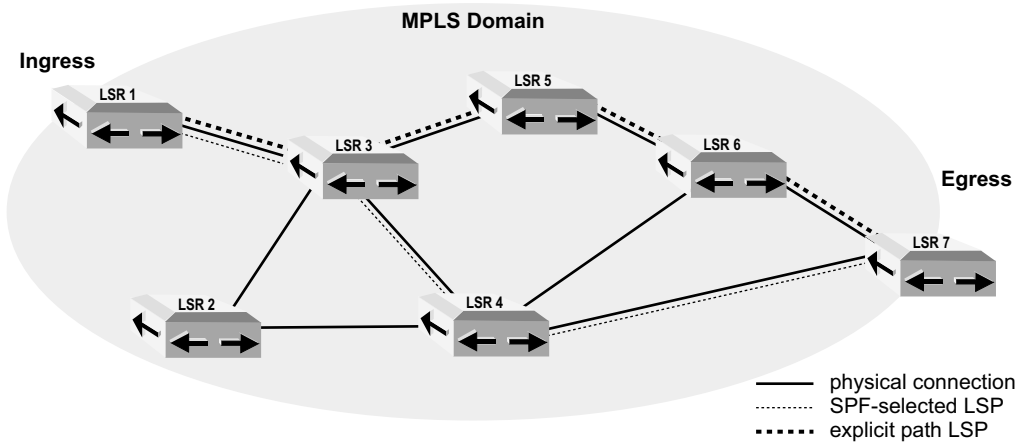 MPLS Domain
Ingress
LSR 1
LSR 5
LSR 3
LSR 6
Egress
LSR 7
LSR 2
LSR 4
physical connection
SPF-selected LSP
explicit path LSP